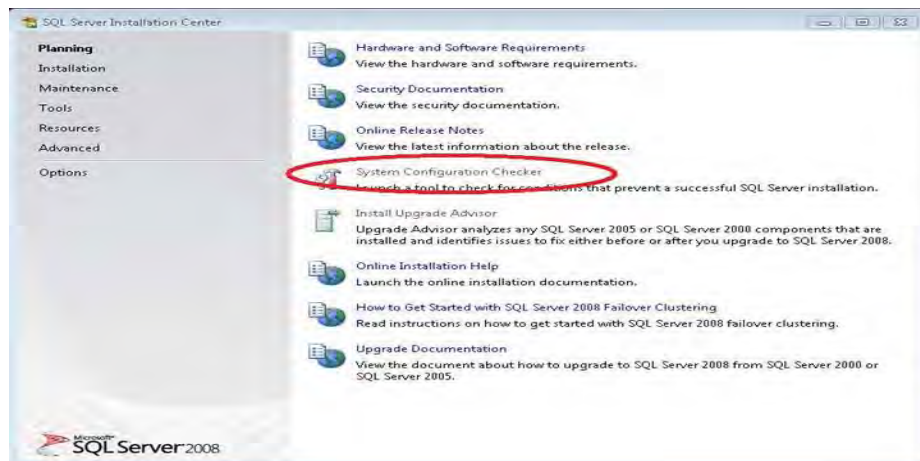 SQL Server Installation Center
Planning
Installation
Maintenance
Tools
Resources
Advanced
Options
Hardware and Software Requirements
View the hardware and software requirements.
Security Documentation
View the security documentation.
Online Release Notes
View the latest information about the release.
System Configuration Checker
Launch a tool to check for conditions that prevent a successful SQL Server installation.
Install Upgrade Advisor
Upgrade Advisor analyzes any SQL Server 2005 or SQL Server 2000 components that are
installed and identifies issues to fix either before or after you upgrade to SQL Server 2008.
Online Installation Help
Launch the online installation documentation.
How to Get Started with SQL Server 2008 Failover Clustering
Read instructions on how to get started with SQL Server 2008 failover clustering.
Upgrade Documentation
View the document about how to upgrade to SQL Server 2008 from SQL Server 2000 or
SQL Server 2005.
Microsoft
SQL Server 2008